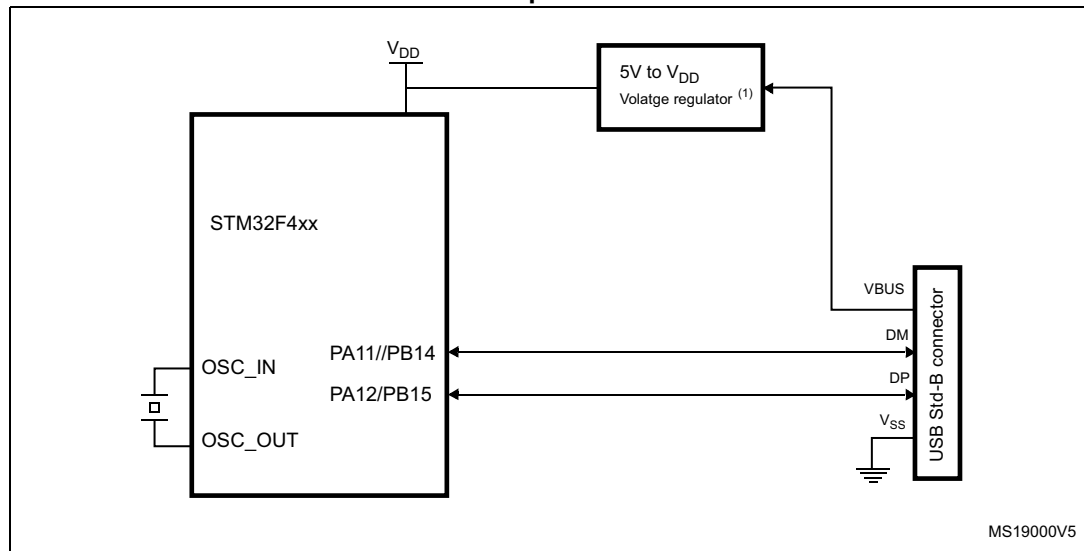 VDD
5V to VDD
Volatge regulator (1)
STM32F4xx
VBUS
DM
PA11//PB14
OSC_IN
DP
PA12/PB15
VSS
OSC_OUT
USB Std-B connector
MS19000V5